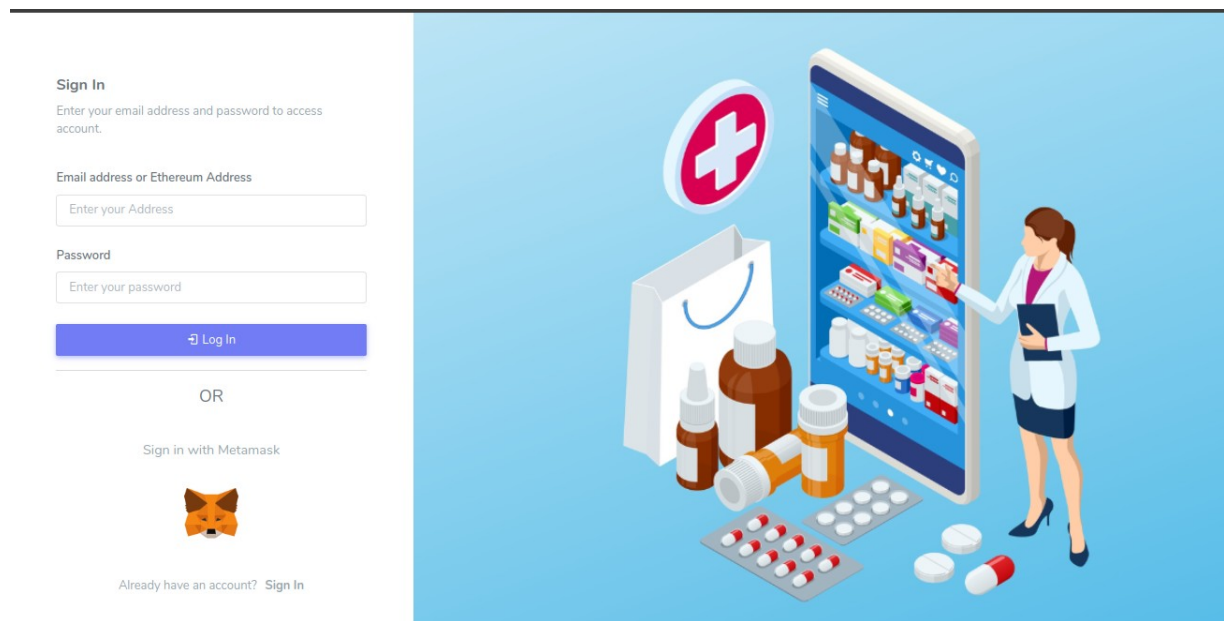 Sign In
Enter your email address and password to access
account.
Email address or Ethereum Address
Enter your Address
Password
Enter your password
Log In
OR
Sign in with Metamask
Already have an account? Sign In